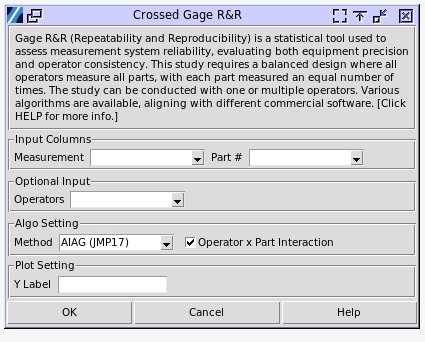 Crossed Gage R&R
Gage R&R (Repeatability and Reproducibility) is a statistical tool used to
assess measurement system reliability, evaluating both equipment precision
and operator consistency. This study requires a balanced design where all
operators measure all parts, with each part measured an equal number of
times. The study can be conducted with one or multiple operators. Various
algorithms are available, aligning with different commercial software. [Click
HELP for more info.]
Input Columns
Measurement Part #
Optional Input
Operators
Algo Setting
Method AIAG (JMP17) Operator x Part Interaction
Plot Setting
Y Label
OK Cancel Help